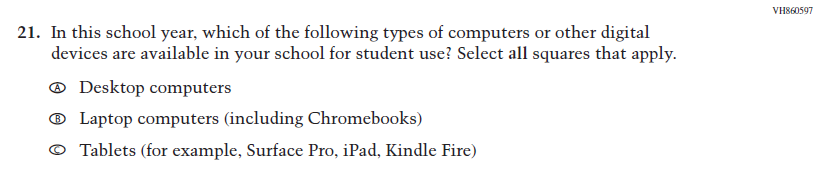 VH860597
21. In this school year, which of the following types of computers or other digital
devices are available in your school for student use? Select all squares that apply.
A Desktop computers
B Laptop computers (including Chromebooks)
C Tablets (for example, Surface Pro, iPad, Kindle Fire)